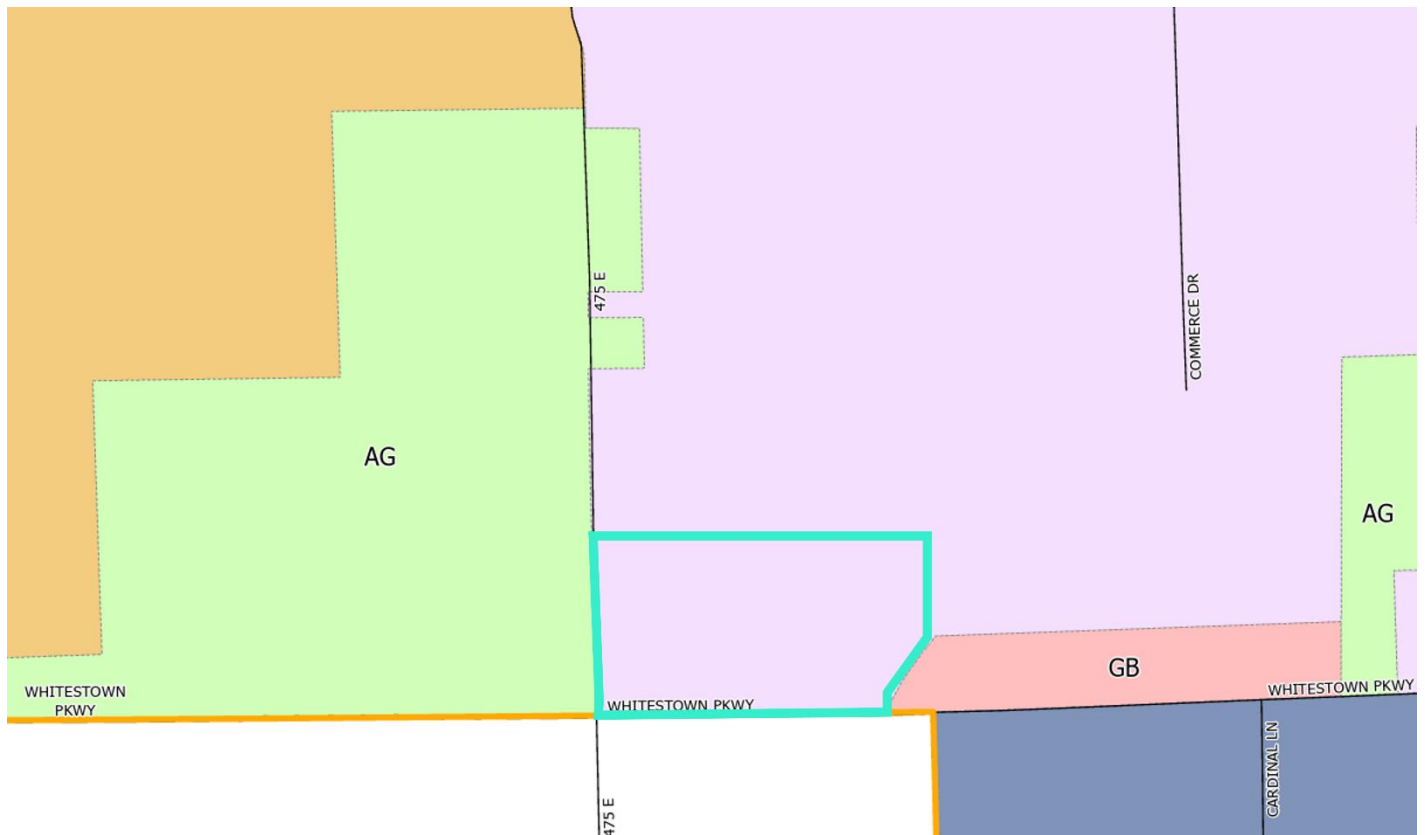 475 E
COMMERCE DR
AG
AG
GB
WHITESTOWN
PKWY
WHITESTOWN PKWY
WHITESTOWN PKWY
CARDINAL LN
475 E